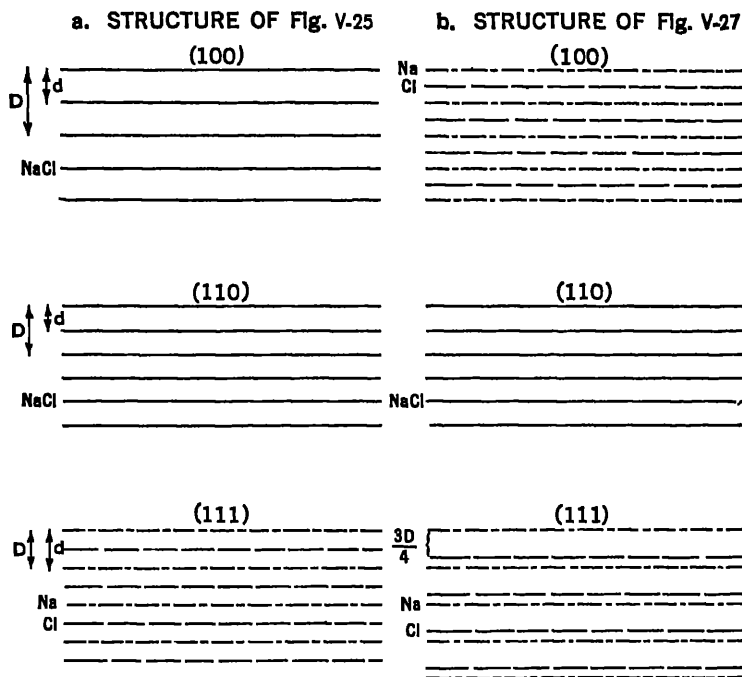 a. STRUCTURE OF Fig. V-25
b. STRUCTURE OF Fig. V-27
(100)
D
d
NaCl
(100)
Na
Cl
(110)
D
d
NaCl
(110)
NaCl
(111)
D
d
Na
Cl
(111)
3D
4
Na
Cl